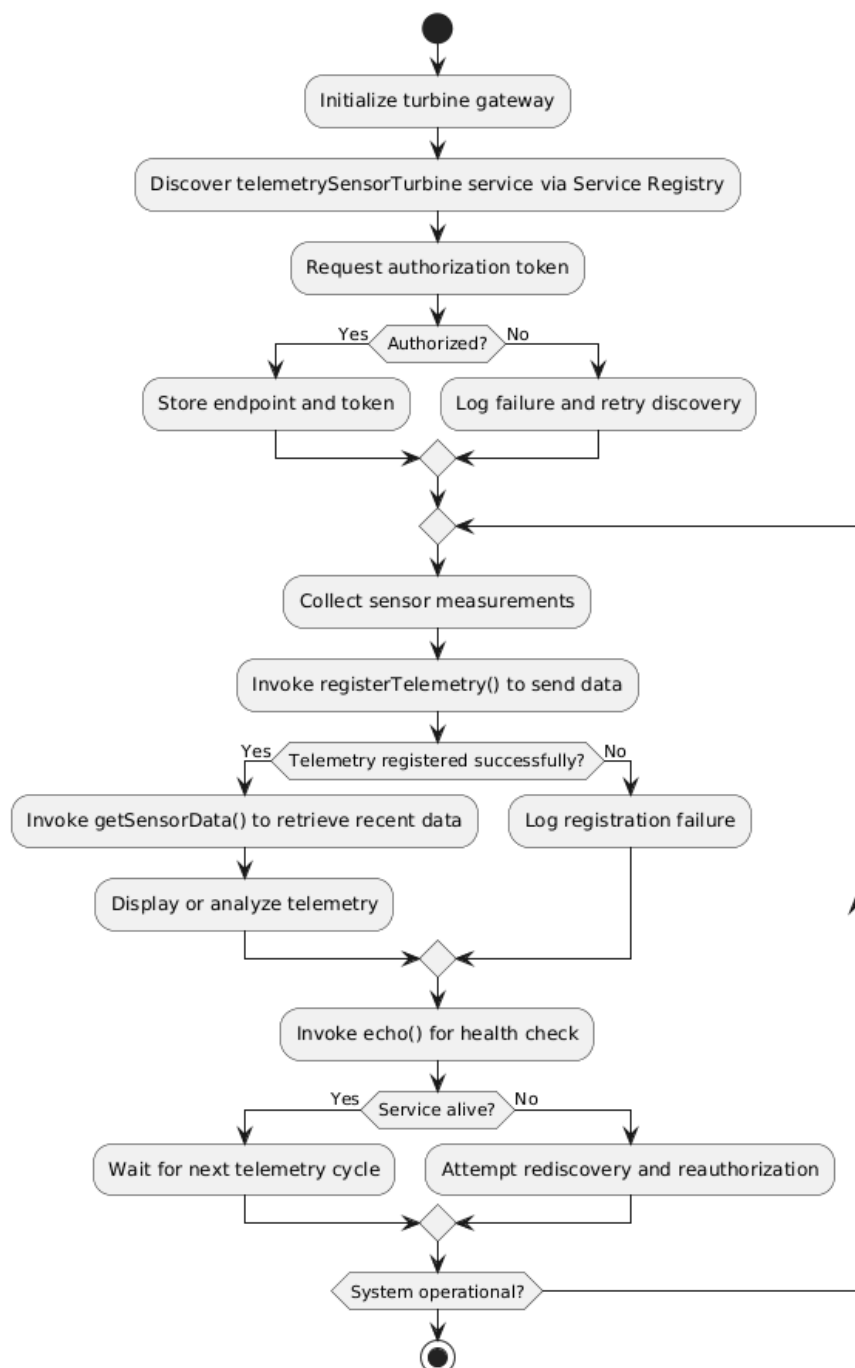 Initialize turbine gateway
Discover telemetrySensorTurbine service via Service Registry
Request authorization token
Yes
Authorized?
No
Store endpoint and token
Log failure and retry discovery
Collect sensor measurements
Invoke registerTelemetry() to send data
Yes
Telemetry registered successfully?
No
Invoke getSensorData() to retrieve recent data
Log registration failure
Display or analyze telemetry
Invoke echo() for health check
Yes
Service alive?
No
Wait for next telemetry cycle
Attempt rediscovery and reauthorization
System operational?